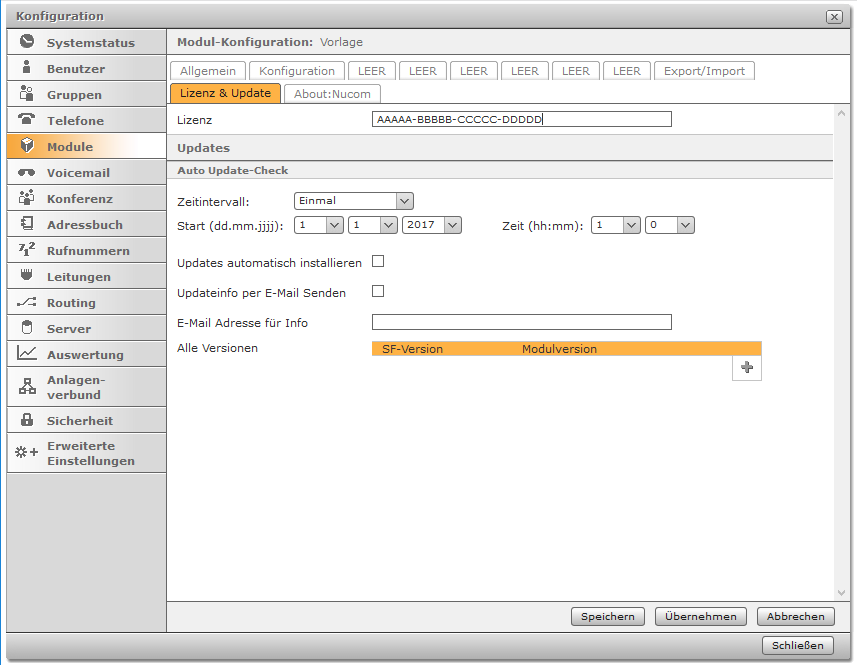 Konfiguration
Systemstatus
Benutzer
Gruppen
Telefone
Module
Voicemail
Konferenz
Adressbuch
Rufnummern
Leitungen
Routing
Server
Auswertung
Anlagen-
verbund
Sicherheit
Erweiterte
Einstellungen
Modul-Konfiguration: Vorlage
Allgemein Konfiguration LEER LEER LEER LEER LEER LEER Export/Import
Lizenz & Update About:Nucom
Lizenz AAAAA-BBBBB-CCCCC-DDDDD
Updates
Auto Update-Check
Zeitintervall: Einmal
Start (dd.mm.jjjj): 1 1 2017 Zeit (hh:mm): 1 0
Updates automatisch installieren
Updateinfo per E-Mail Senden
E-Mail Adresse für Info
Alle Versionen SF-Version Modulversion
Speichern Übernehmen Abbrechen
Schließen